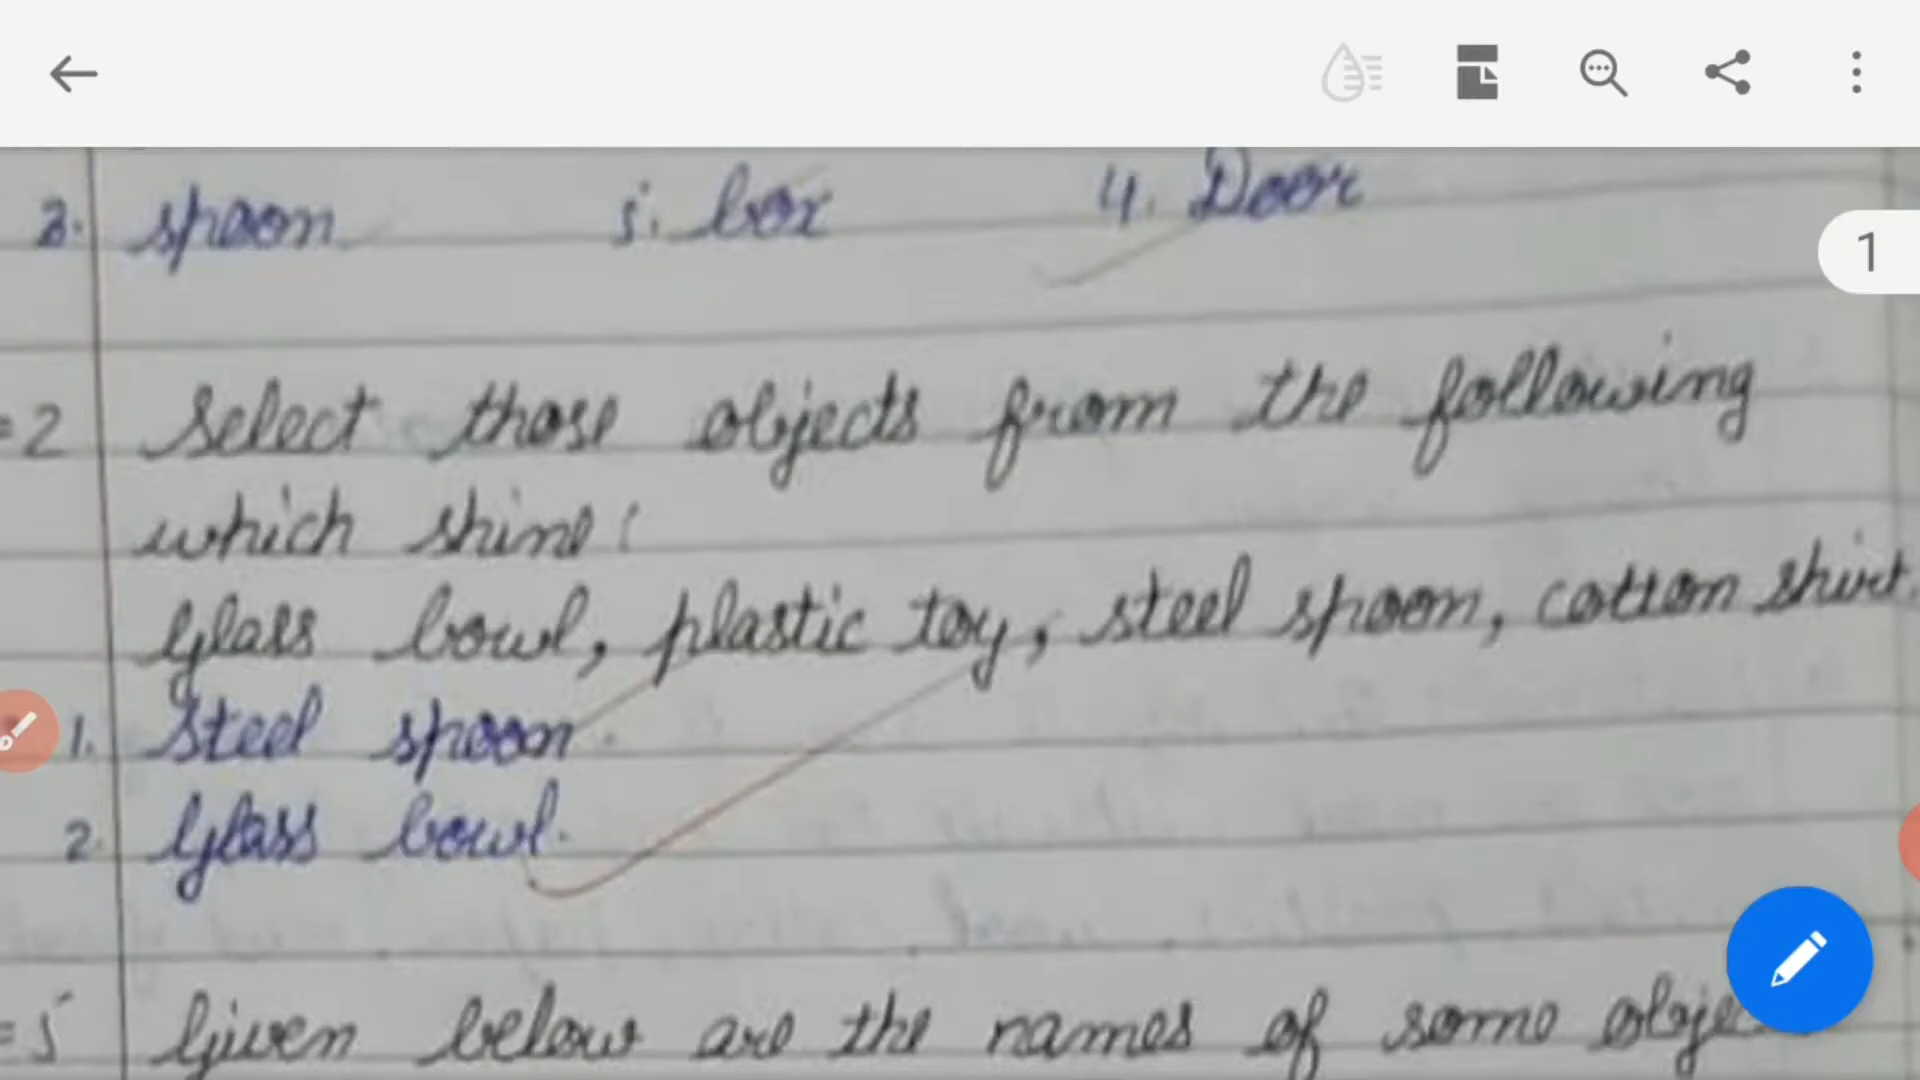 1
3. spoon 5. box 4. Door
=2 Select those objects from the following
which shine:
Glass bowl, plastic toy, steel spoon, cotton shirt.
1. Steel spoon.
2. Glass bowl.
=5 Given below are the names of some obje